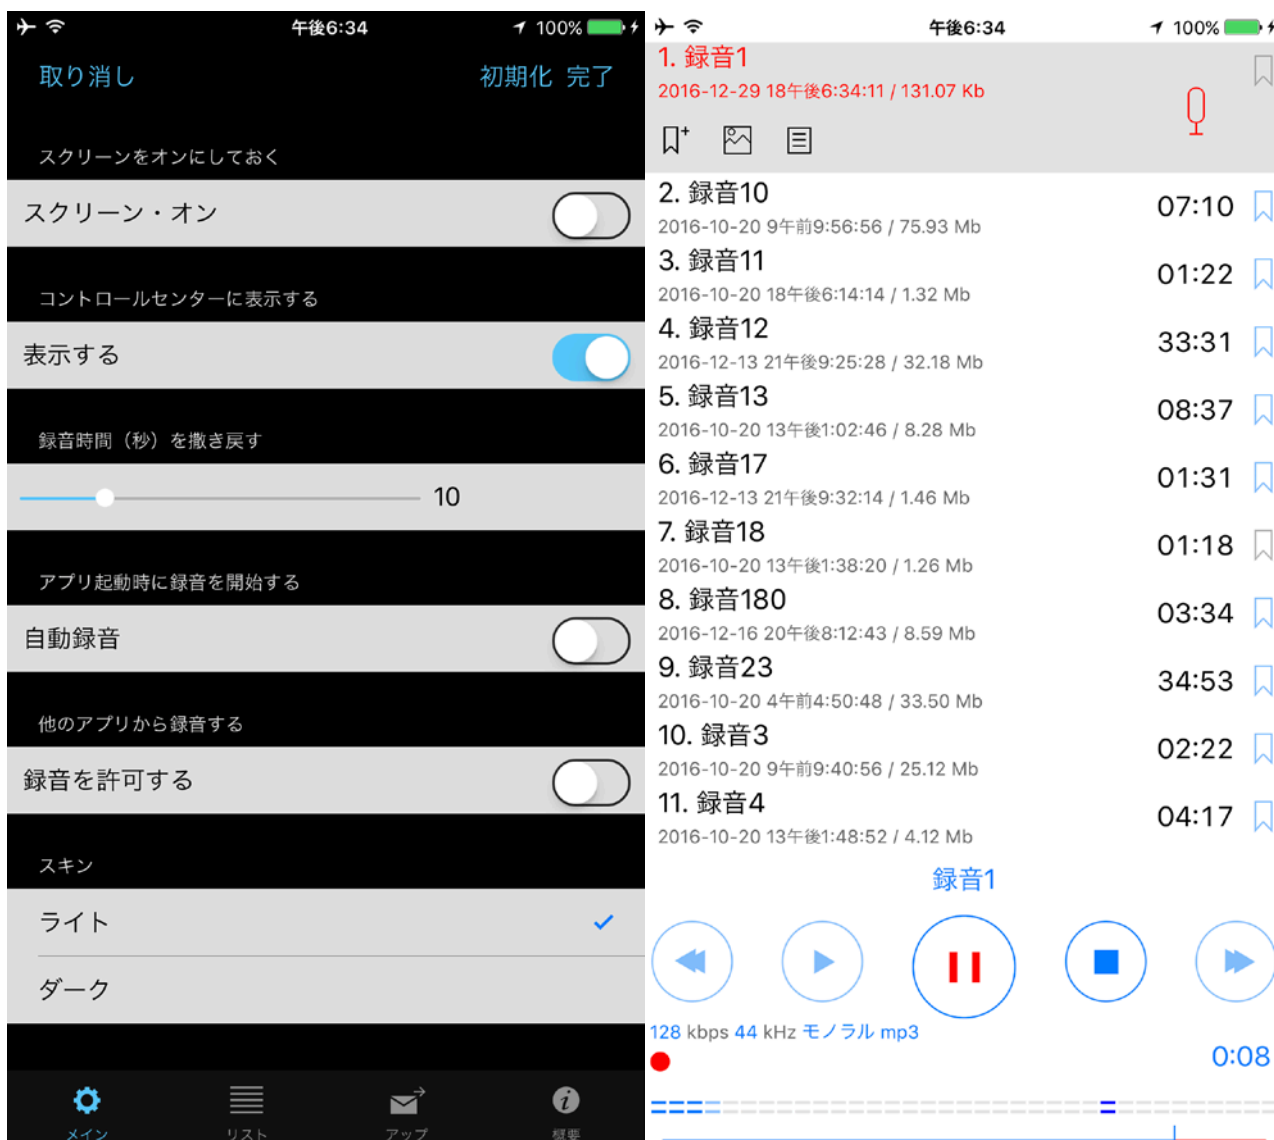 午後6:34
100%
取り消し
初期化 完了
スクリーンをオンにしておく
スクリーン・オン
コントロールセンターに表示する
表示する
録音時間（秒）を撒き戻す
10
アプリ起動時に録音を開始する
自動録音
他のアプリから録音する
録音を許可する
スキン
ライト
ダーク
メイン
リスト
アップ
概要
午後6:34
100%
1. 録音1
2016-12-29 18午後6:34:11 / 131.07 Kb
2. 録音10
07:10
2016-10-20 9午前9:56:56 / 75.93 Mb
3. 録音11
01:22
2016-10-20 18午後6:14:14 / 1.32 Mb
4. 録音12
33:31
2016-12-13 21午後9:25:28 / 32.18 Mb
5. 録音13
08:37
2016-10-20 13午後1:02:46 / 8.28 Mb
6. 録音17
01:31
2016-12-13 21午後9:32:14 / 1.46 Mb
7. 録音18
01:18
2016-10-20 13午後1:38:20 / 1.26 Mb
8. 録音180
03:34
2016-12-16 20午後8:12:43 / 8.59 Mb
9. 録音23
34:53
2016-10-20 4午前4:50:48 / 33.50 Mb
10. 録音3
02:22
2016-10-20 9午前9:40:56 / 25.12 Mb
11. 録音4
04:17
2016-10-20 13午後1:48:52 / 4.12 Mb
録音1
128 kbps 44 kHz モノラル mp3
0:08